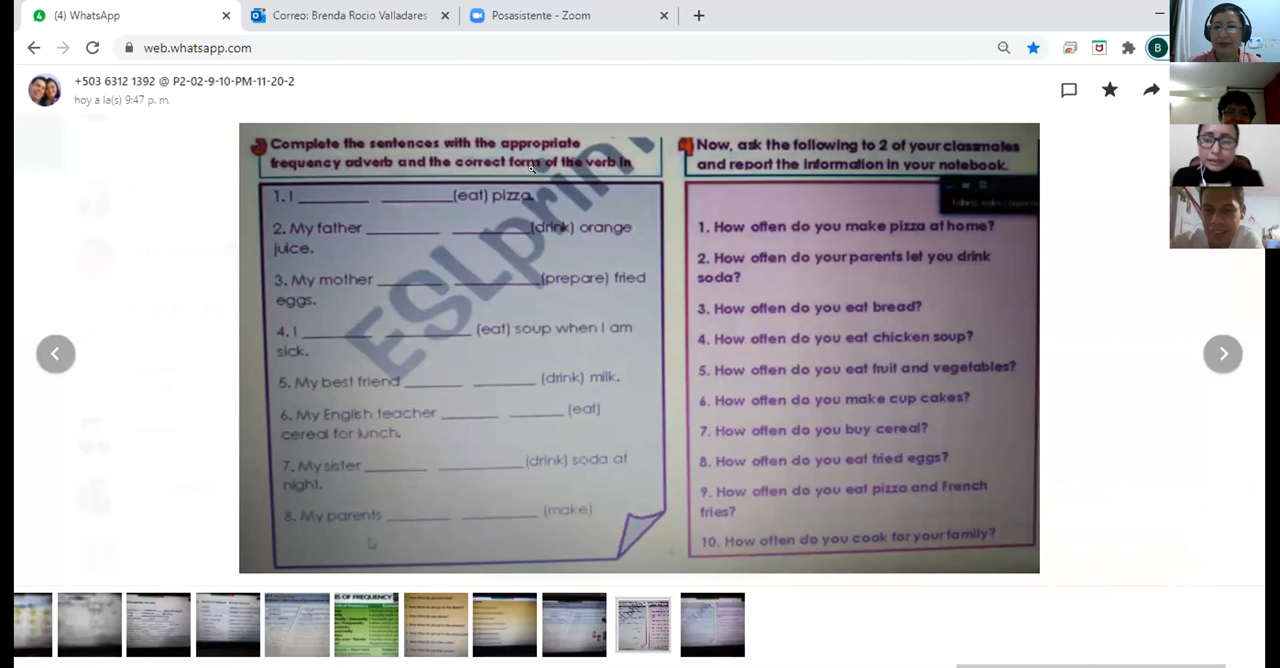 (4) WhatsApp
Correo: Brenda Rocio Valladares
Posasistente - Zoom
web.whatsapp.com
B
+503 6312 1392 @ P2-02-9-10-PM-11-20-2
hoy a la(s) 9:47 p. m.
3 Complete the sentences with the appropriate
frequency adverb and the correct form of the verb in
1. I ________ ________(eat) pizza.
2. My father ________ ________(drink) orange
juice.
3. My mother ________ ________(prepare) fried
eggs.
4. I ________ ________ (eat) soup when I am
sick.
5. My best friend ________ ________ (drink) milk.
6. My English teacher ________ ________ (eat)
cereal for lunch.
7. My sister ________ ________(drink) soda at
night.
8. My parents ________ ________ (make)
ESLprin
4 Now, ask the following to 2 of your classmates
and report the information in your notebook.
1. How often do you make pizza at home?
2. How often do your parents let you drink
soda?
3. How often do you eat bread?
4. How often do you eat chicken soup?
5. How often do you eat fruit and vegetables?
6. How often do you make cup cakes?
7. How often do you buy cereal?
8. How often do you eat fried eggs?
9. How often do you eat pizza and French
fries?
10. How often do you cook for your family?